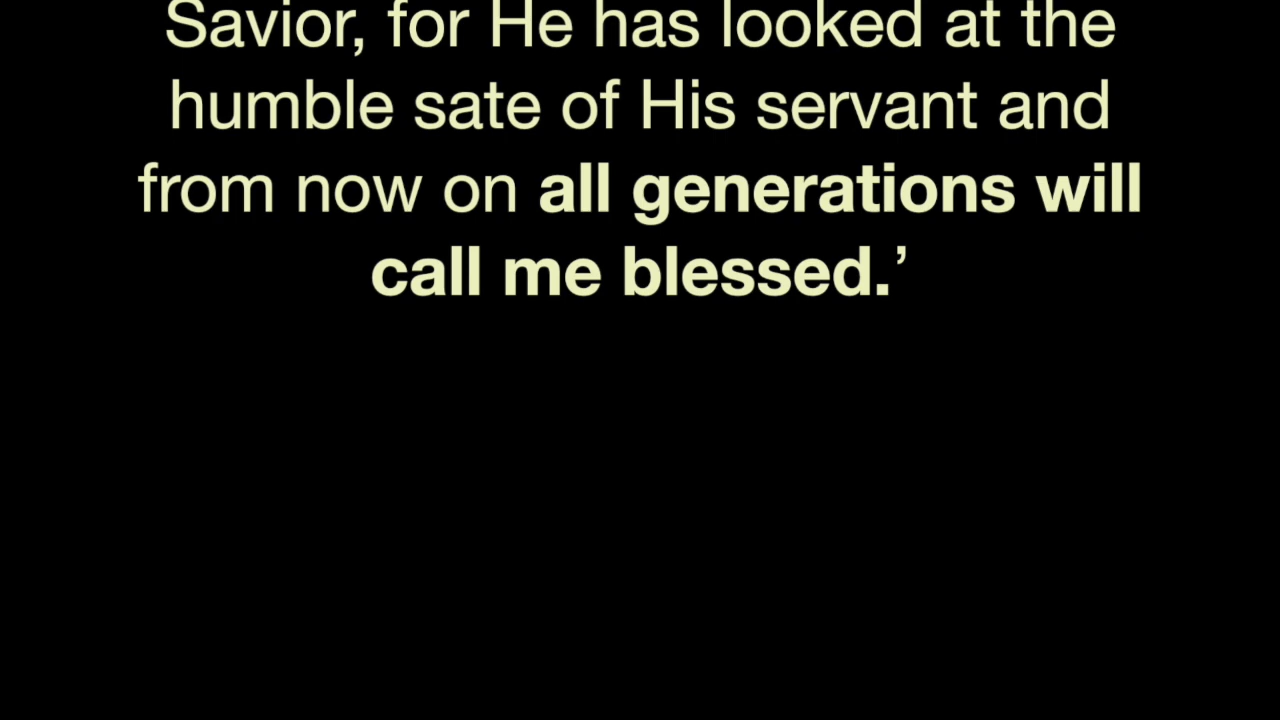 Savior, for He has looked at the
humble sate of His servant and
from now on all generations will
call me blessed.’